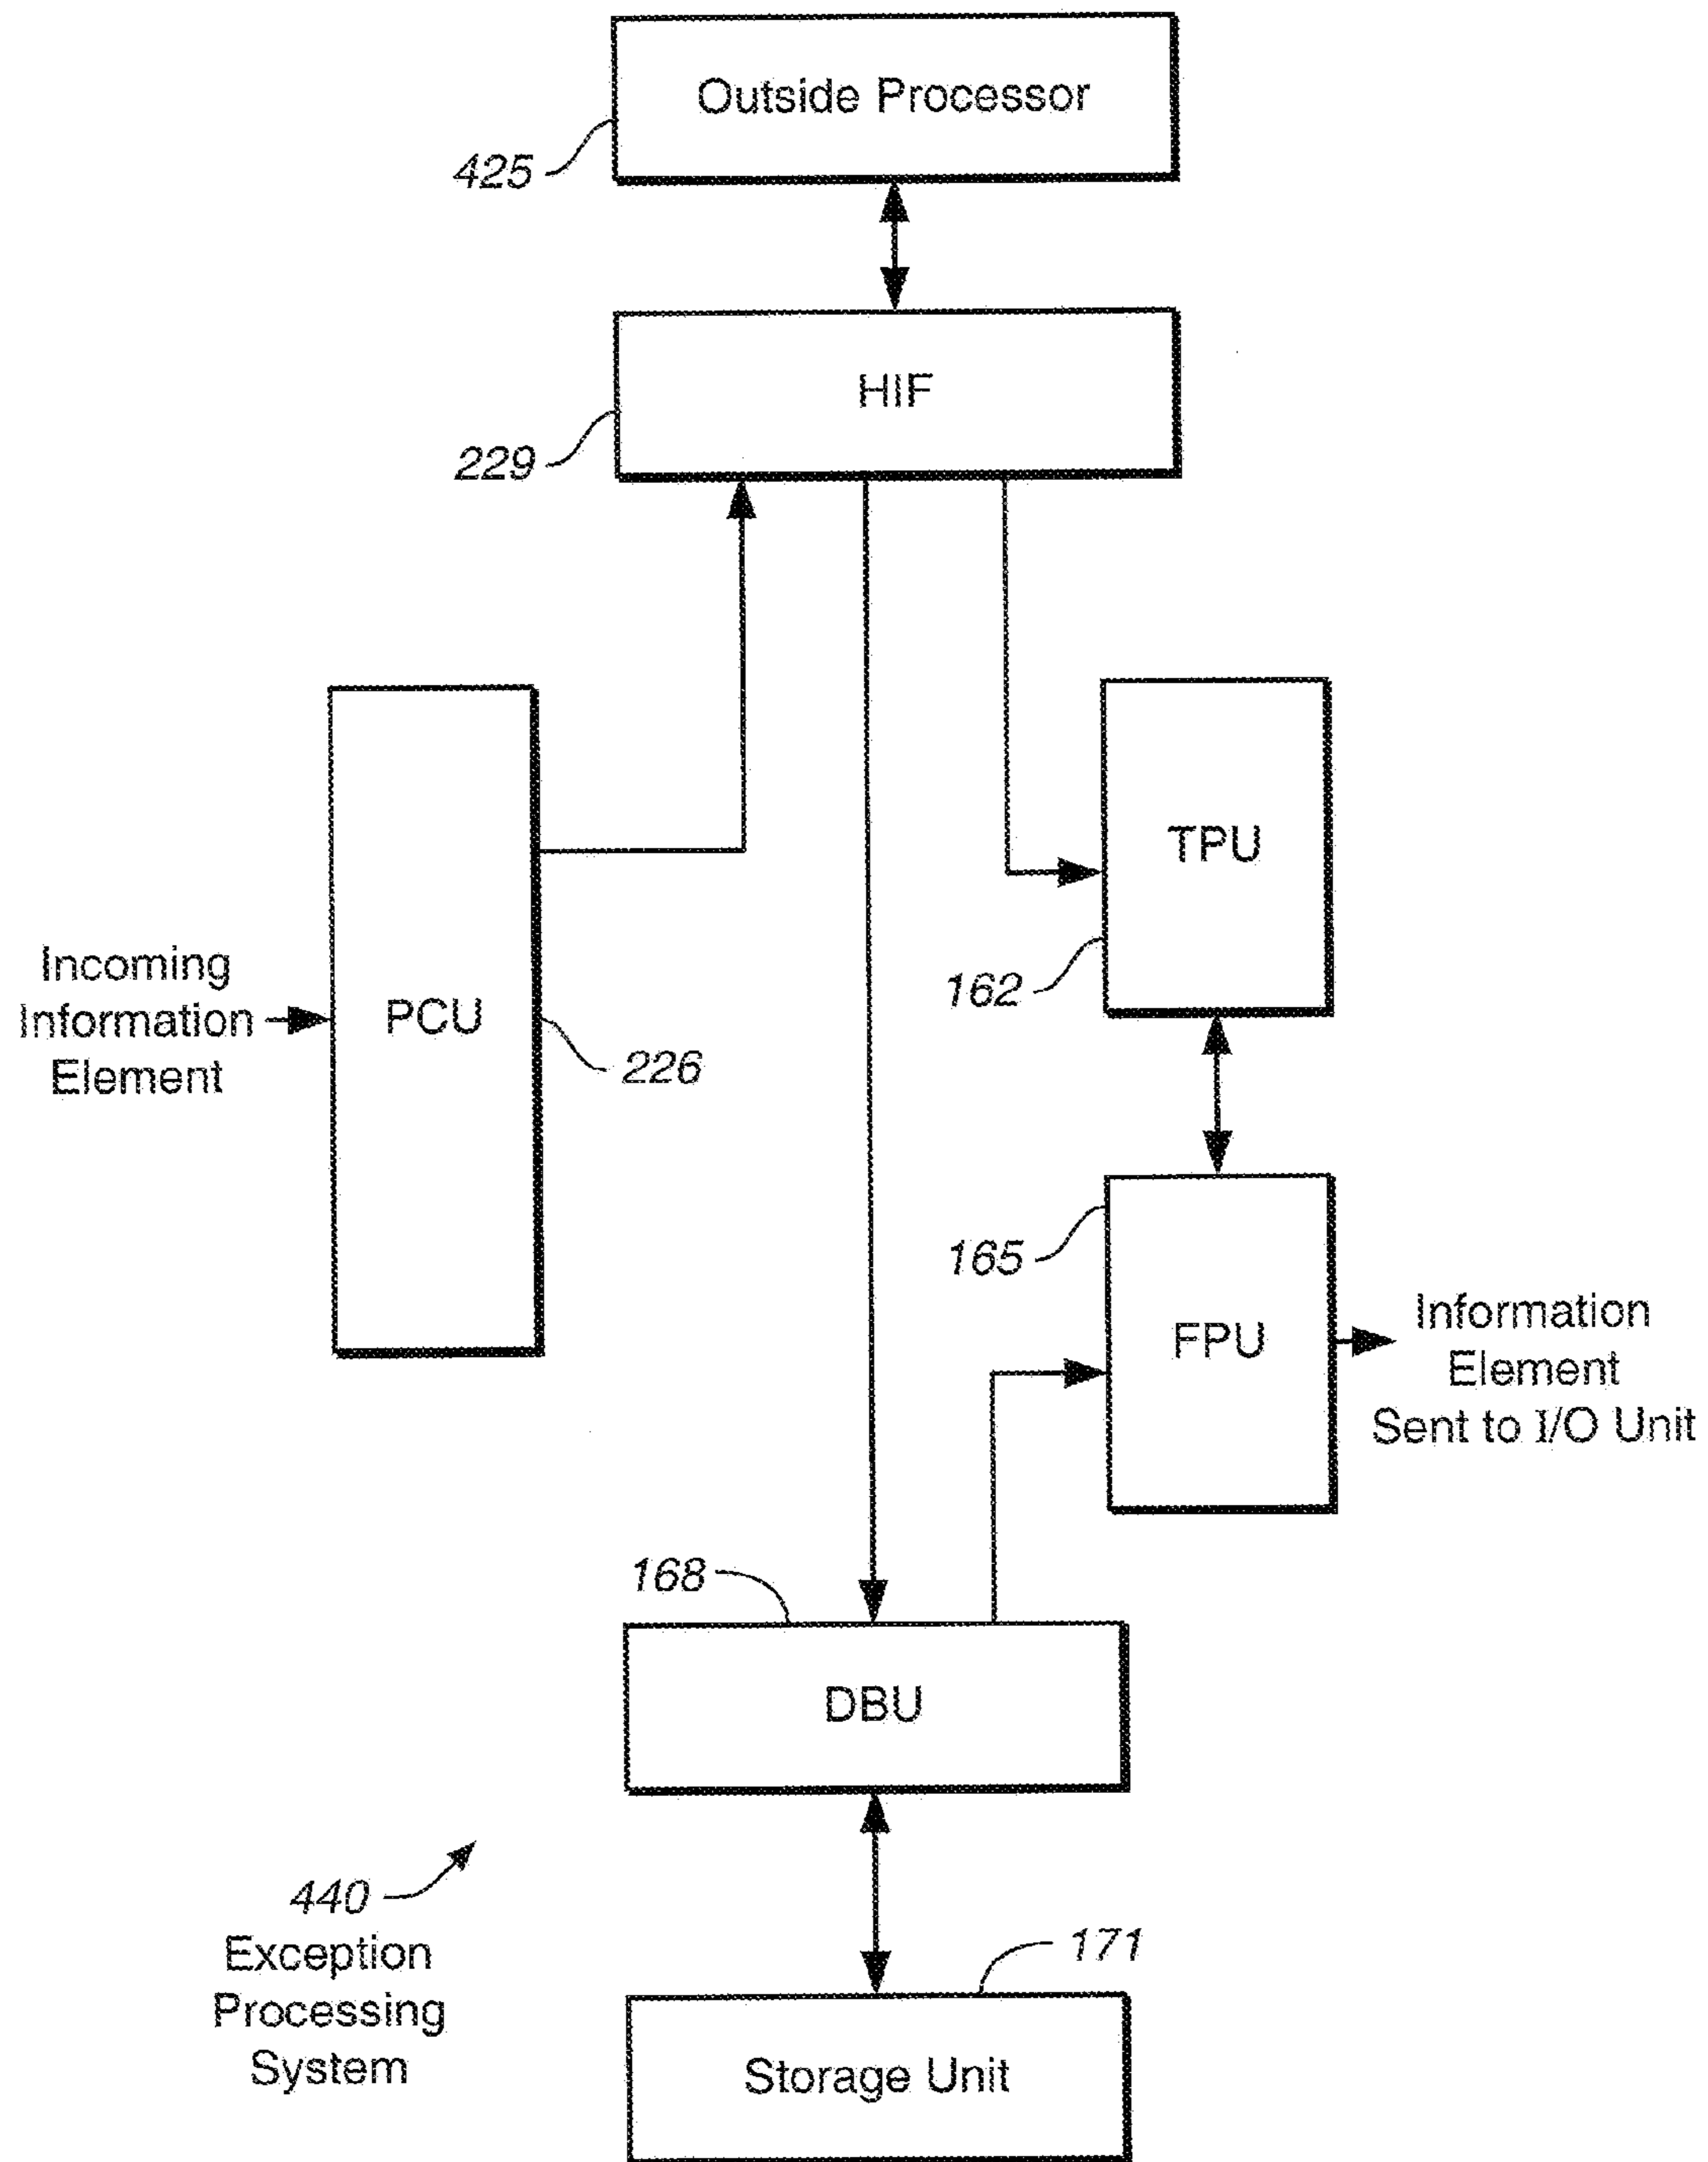 Outside Processor
425
HIF
229
TPU
162
Incoming
Information
Element
PCU
226
165
FPU
Information
Element
Sent to I/O Unit
168
DBU
440
Exception
Processing
System
171
Storage Unit